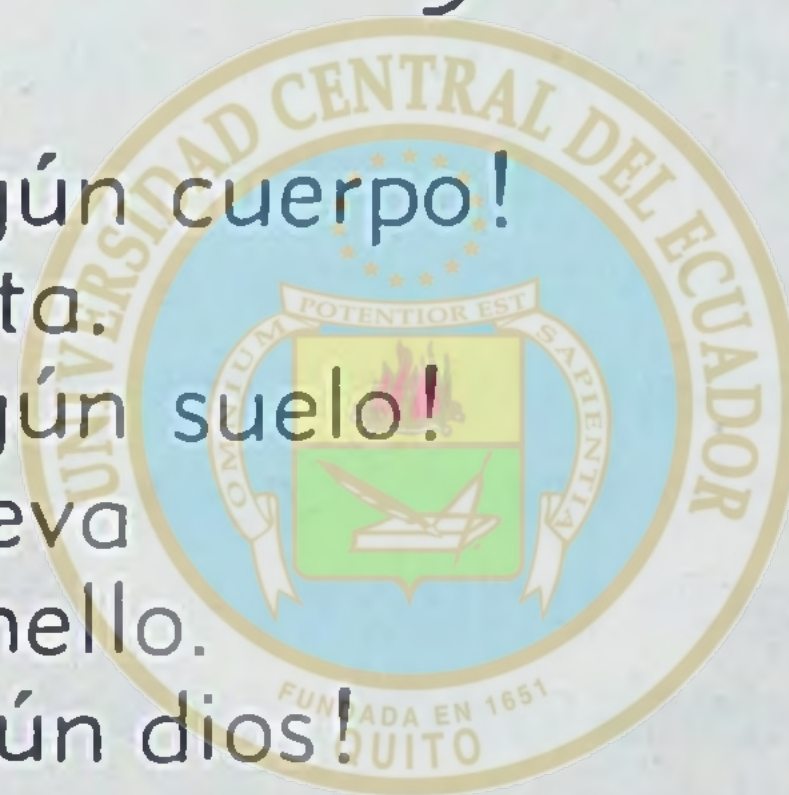 gún cuerpo!
ta.
gún suelo!
eva
nello.
ún dios!
UNIVERSIDAD CENTRAL DEL ECUADOR
OMNIUM POTENTIOR EST SAPIENTIA
FUNDADA EN 1651
QUITO